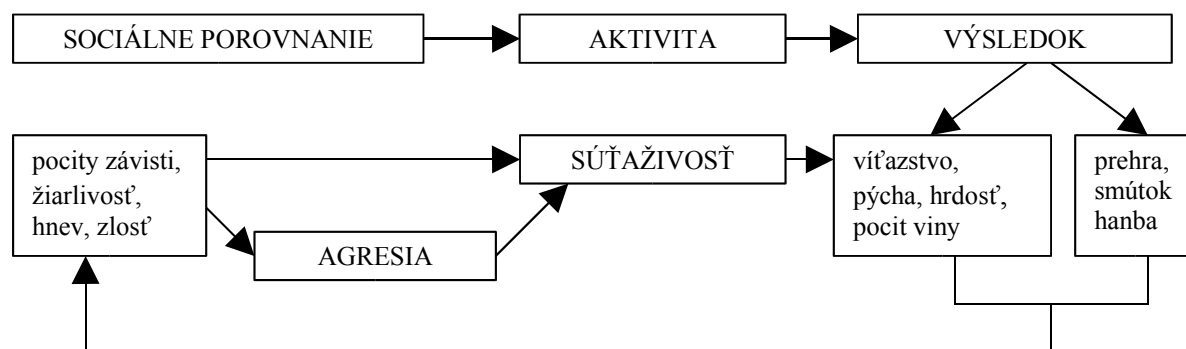 SOCIÁLNE POROVNANIE
AKTIVITA
VÝSLEDOK
pocity závisti,
žiarlivosť,
hnev, zlosť
SÚŤAŽIVOSŤ
víťazstvo,
pýcha, hrdosť,
pocit viny
prehra,
smútok
hanba
AGRESIA